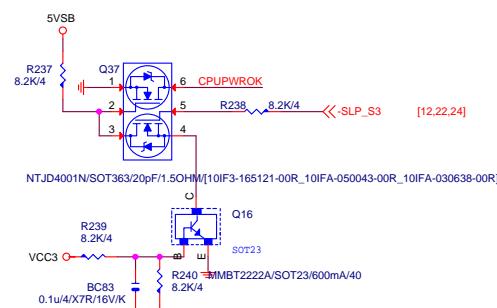 5VSB
Q37
R237
8.2K/4
1
6
CPUPWROK
2
5
R238
8.2K/4
-SLP_S3
[12,22,24]
3
4
NTJD4001N/SOT363/20pF/1.5OHM/[10IF3-165121-00R_10IFA-050043-00R_10IFA-030638-00R]
C
Q16
R239
8.2K/4
SOT23
VCC3
B
E
MMBT2222A/SOT23/600mA/40
BC83
0.1u/4/X7R/16V/K
R240
8.2K/4